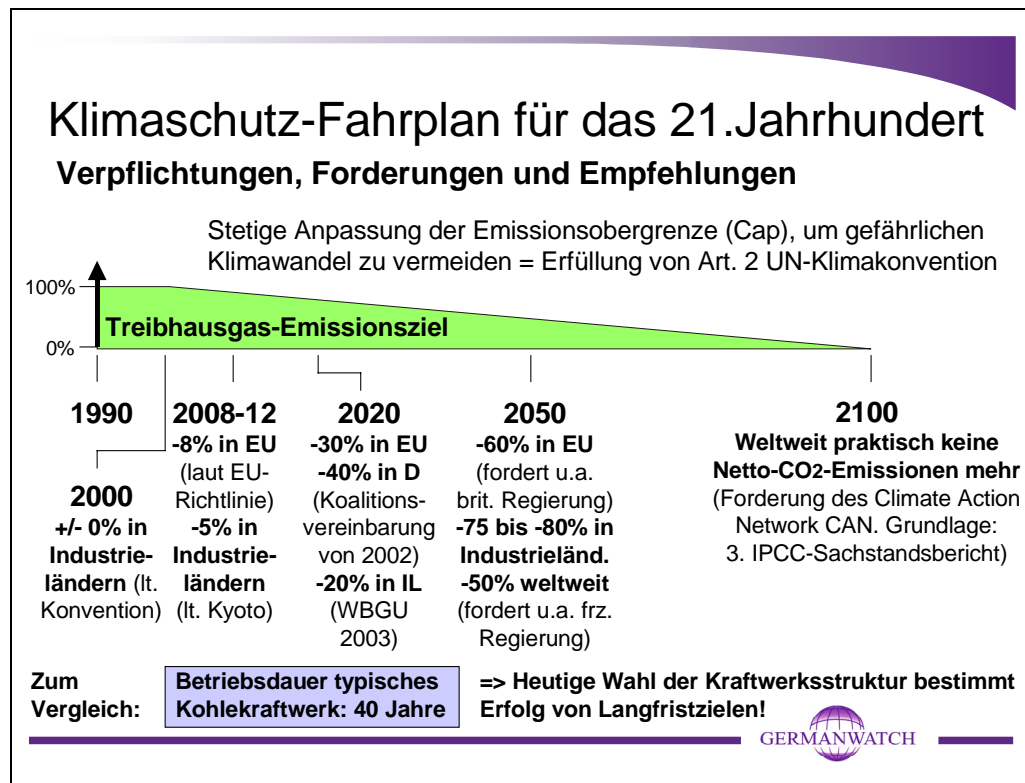 Klimaschutz-Fahrplan für das 21.Jahrhundert
Verpflichtungen, Forderungen und Empfehlungen
Stetige Anpassung der Emissionsobergrenze (Cap), um gefährlichen
Klimawandel zu vermeiden = Erfüllung von Art. 2 UN-Klimakonvention
100%
Treibhausgas-Emissionsziel
0%
1990
2000
+/- 0% in
Industrie-
ländern (lt.
Konvention)
2008-12
-8% in EU
(laut EU-
Richtlinie)
-5% in
Industrie-
ländern
(lt. Kyoto)
2020
-30% in EU
-40% in D
(Koalitions-
vereinbarung
von 2002)
-20% in IL
(WBGU
2003)
2050
-60% in EU
(fordert u.a.
brit. Regierung)
-75 bis -80% in
Industrieländ.
-50% weltweit
(fordert u.a. frz.
Regierung)
2100
Weltweit praktisch keine
Netto-CO2-Emissionen mehr
(Forderung des Climate Action
Network CAN. Grundlage:
3. IPCC-Sachstandsbericht)
Zum
Vergleich:
Betriebsdauer typisches
Kohlekraftwerk: 40 Jahre
=> Heutige Wahl der Kraftwerksstruktur bestimmt
Erfolg von Langfristzielen!
GERMANWATCH